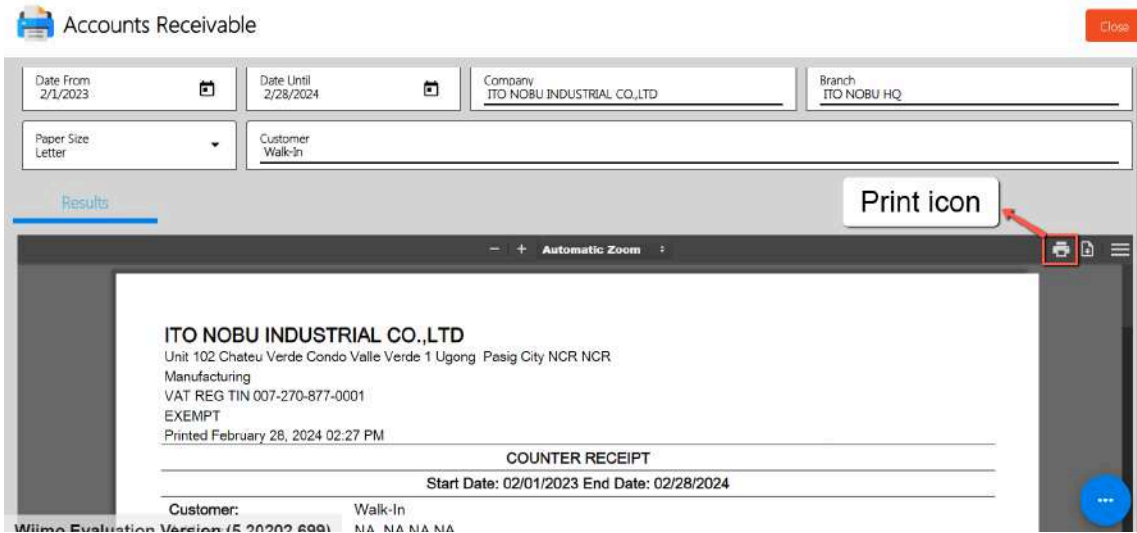 Accounts Receivable
Close
Date From
2/1/2023
Date Until
2/28/2024
Company
ITO NOBU INDUSTRIAL CO.,LTD
Branch
ITO NOBU HQ
Paper Size
Letter
Customer
Walk-In
Results
Print icon
− + Automatic Zoom
ITO NOBU INDUSTRIAL CO.,LTD
Unit 102 Chateu Verde Condo Valle Verde 1 Ugong Pasig City NCR NCR
Manufacturing
VAT REG TIN 007-270-877-0001
EXEMPT
Printed February 28, 2024 02:27 PM
COUNTER RECEIPT
Start Date: 02/01/2023 End Date: 02/28/2024
Customer: Walk-In
Wijmo Evaluation Version (5.20202.699) NA, NA NA NA